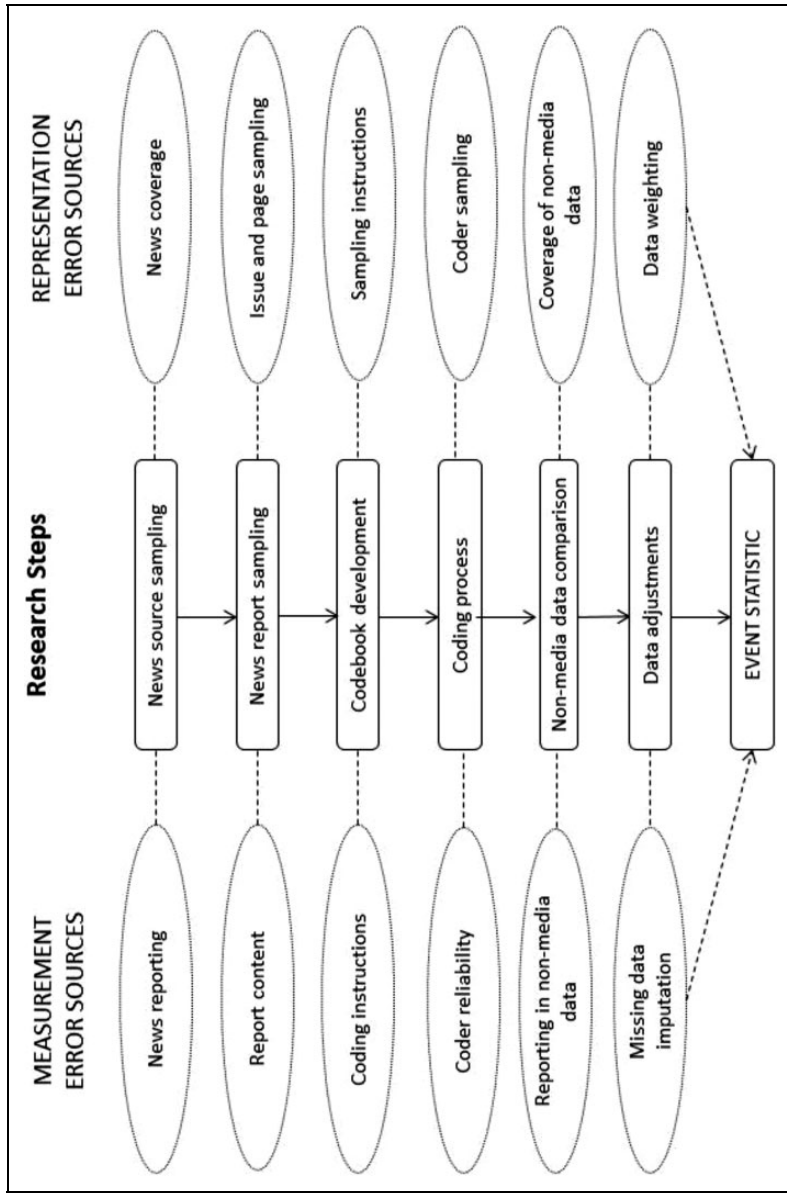 MEASUREMENT
ERROR SOURCES
Research Steps
REPRESENTATION
ERROR SOURCES
News reporting
News source sampling
News coverage
Report content
News report sampling
Issue and page sampling
Coding instructions
Codebook development
Sampling instructions
Coder reliability
Coding process
Coder sampling
Reporting in non-media
data
Non-media data comparison
Coverage of non-media
data
Missing data
imputation
Data adjustments
Data weighting
EVENT STATISTIC